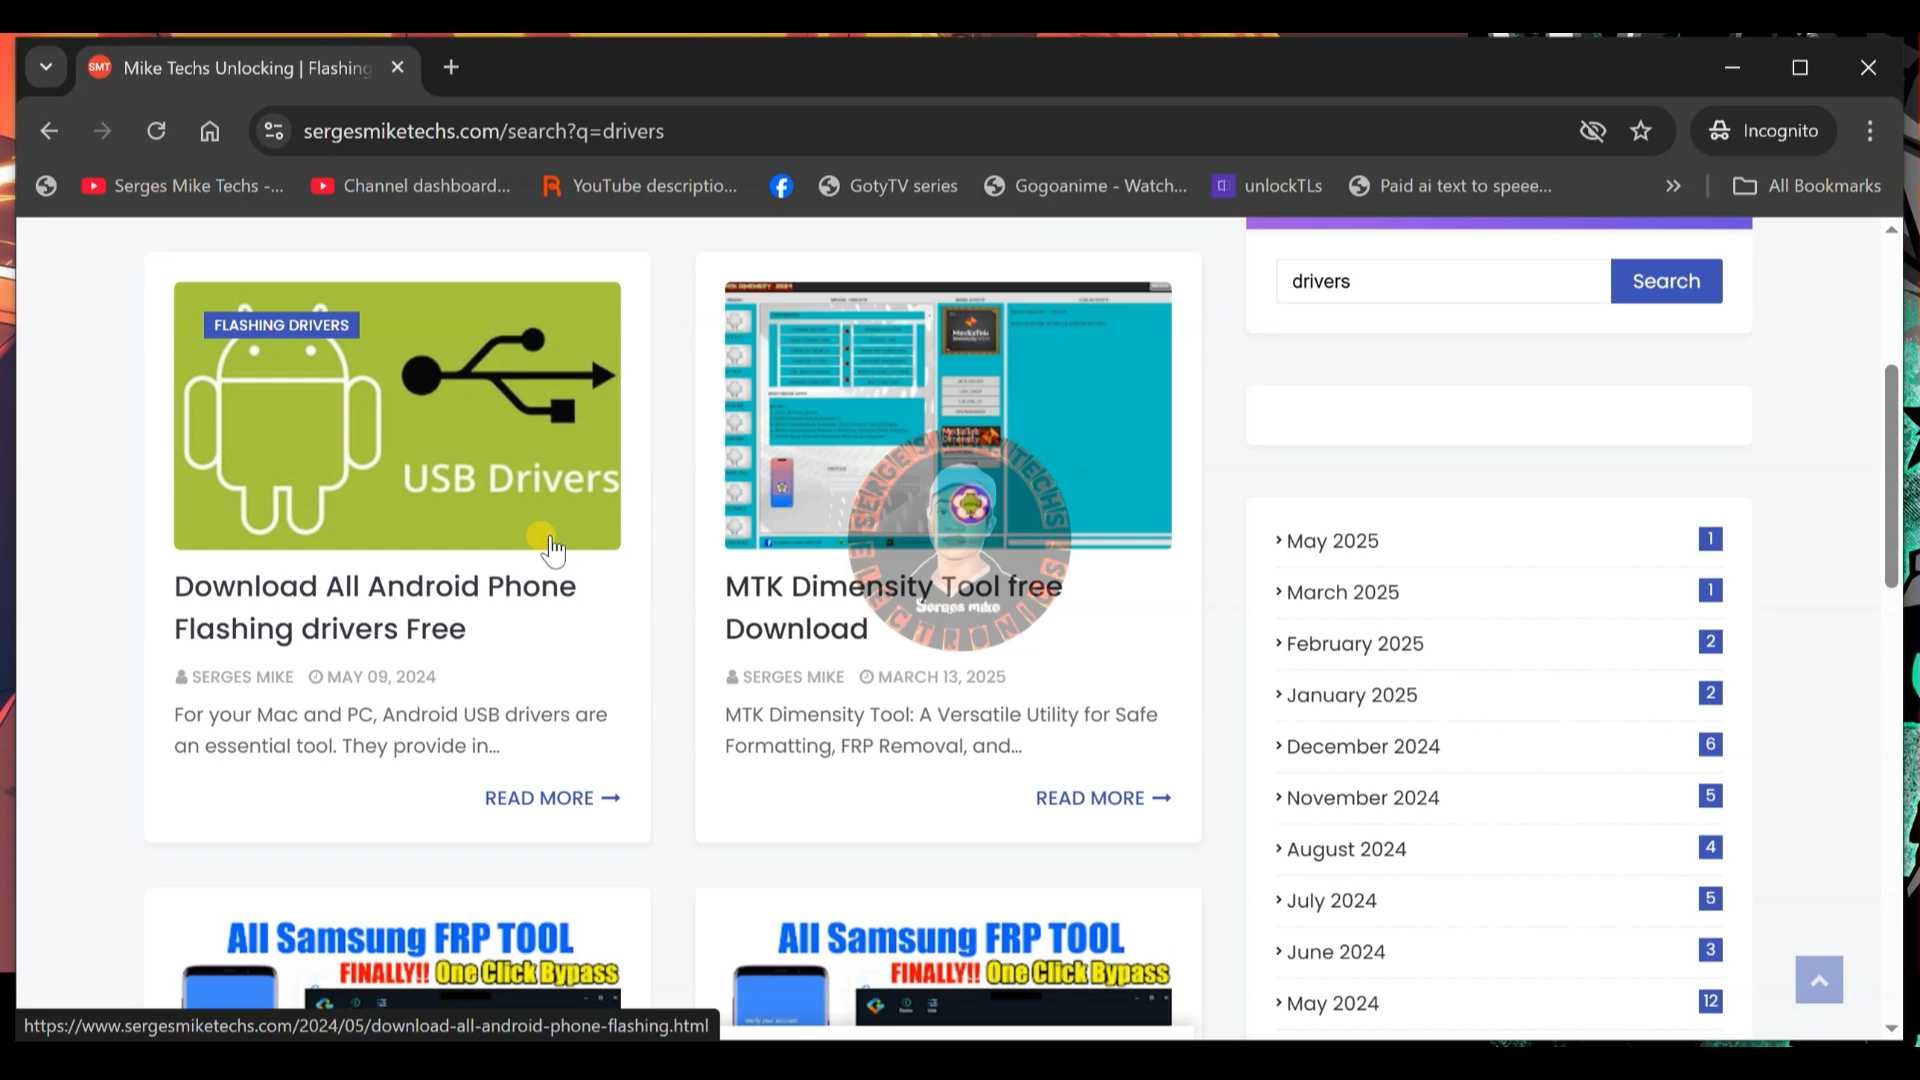 SMT Mike Techs Unlocking | Flashing
sergesmiketechs.com/search?q=drivers
Incognito
Serges Mike Techs -...
Channel dashboard...
YouTube descriptio...
GotyTV series
Gogoanime - Watch...
unlockTLs
Paid ai text to speee...
All Bookmarks
FLASHING DRIVERS
USB Drivers
Download All Android Phone
Flashing drivers Free
SERGES MIKE MAY 09, 2024
For your Mac and PC, Android USB drivers are
an essential tool. They provide in...
READ MORE
MTK Dimensity Tool free
Download
SERGES MIKE MARCH 13, 2025
MTK Dimensity Tool: A Versatile Utility for Safe
Formatting, FRP Removal, and...
READ MORE
Serges mike
All Samsung FRP TOOL
FINALLY!! One Click Bypass
All Samsung FRP TOOL
FINALLY!! One Click Bypass
drivers
Search
May 2025 1
March 2025 1
February 2025 2
January 2025 2
December 2024 6
November 2024 5
August 2024 4
July 2024 5
June 2024 3
May 2024 12
https://www.sergesmiketechs.com/2024/05/download-all-android-phone-flashing.html